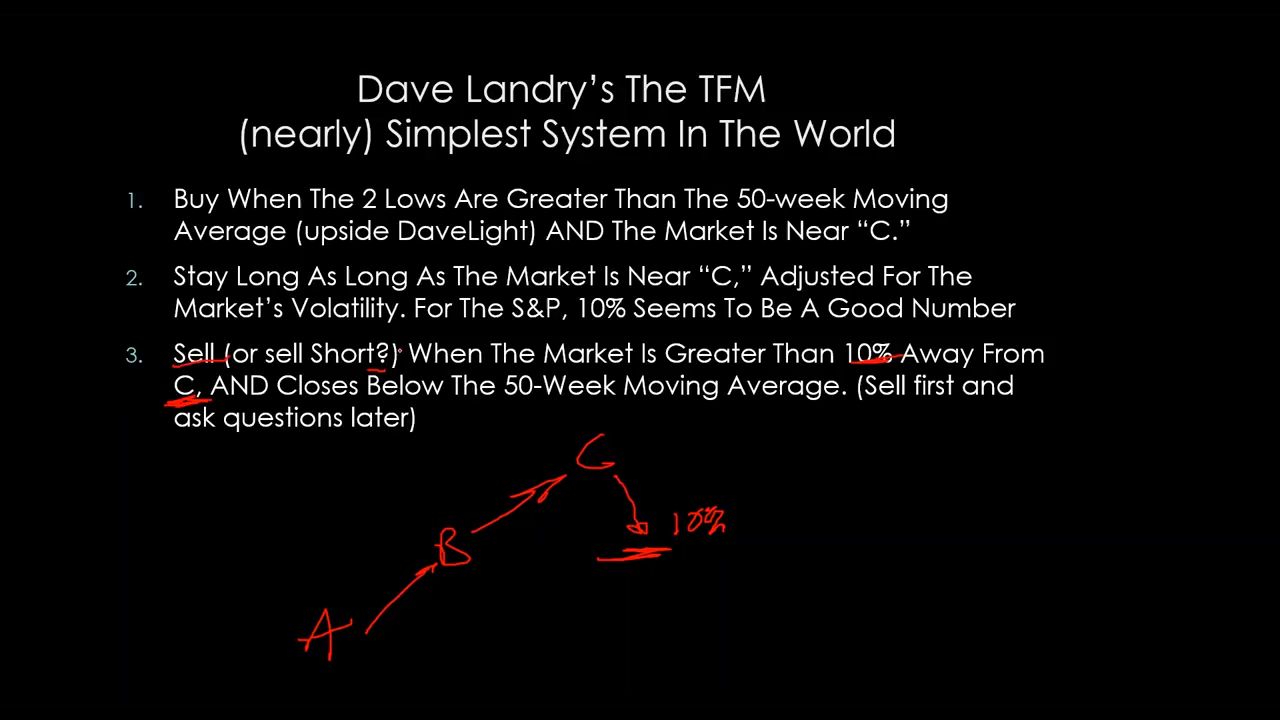 Dave Landry's The TFM
(nearly) Simplest System In The World
1. Buy When The 2 Lows Are Greater Than The 50-week Moving
Average (upside DaveLight) AND The Market Is Near “C.”
2. Stay Long As Long As The Market Is Near “C,” Adjusted For The
Market's Volatility. For The S&P, 10% Seems To Be A Good Number
3. Sell (or sell Short?) When The Market Is Greater Than 10% Away From
C, AND Closes Below The 50-Week Moving Average. (Sell first and
ask questions later)
C
10%
B
A